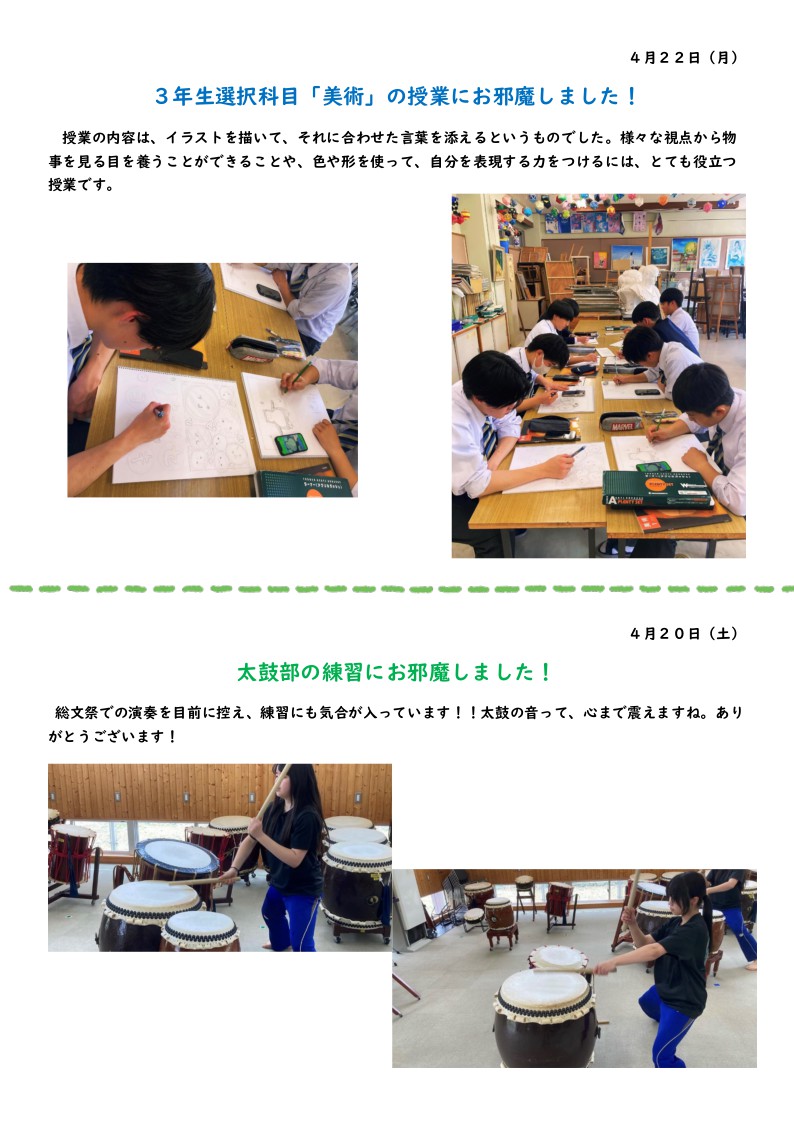 ４月２２日（月）
３年生選択科目「美術」の授業にお邪魔しました！
授業の内容は、イラストを描いて、それに合わせた言葉を添えるというものでした。様々な視点から物
事を見る目を養うことができることや、色や形を使って、自分を表現する力をつけるには、とても役立つ
授業です。
MARVEL
４月２０日（土）
太鼓部の練習にお邪魔しました！
総文祭での演奏を目前に控え、練習にも気合が入っています！！太鼓の音って、心まで震えますね。あり
がとうございます！